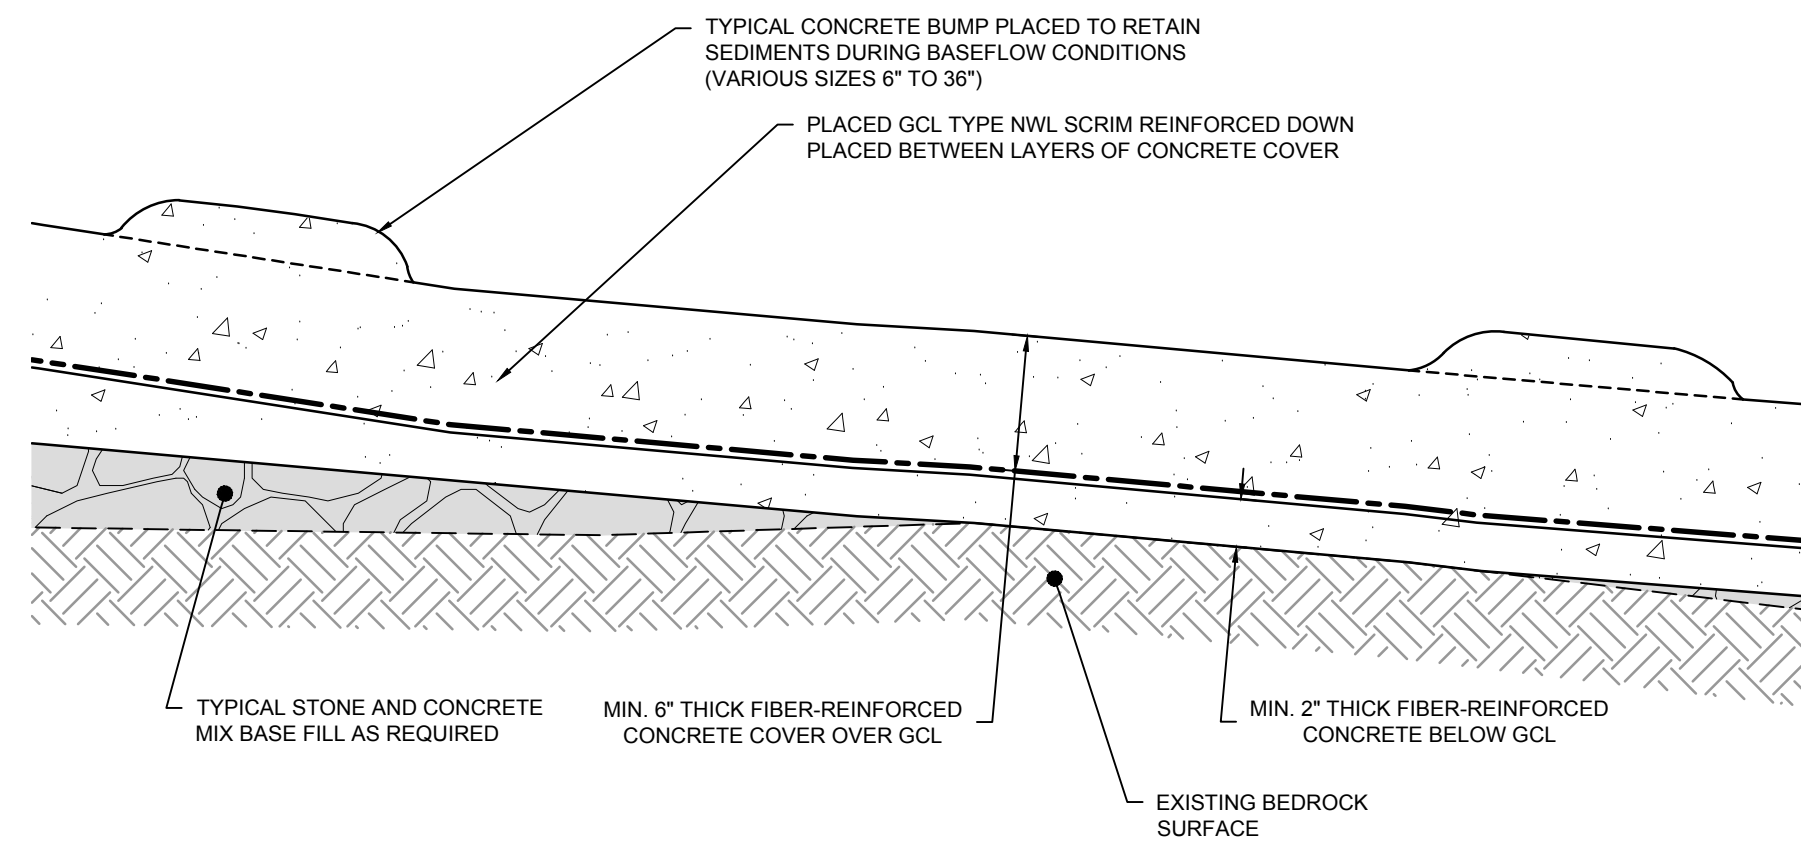 TYPICAL CONCRETE BUMP PLACED TO RETAIN
SEDIMENTS DURING BASEFLOW CONDITIONS
(VARIOUS SIZES 6" TO 36")
PLACED GCL TYPE NWL SCRIM REINFORCED DOWN
PLACED BETWEEN LAYERS OF CONCRETE COVER
TYPICAL STONE AND CONCRETE
MIX BASE FILL AS REQUIRED
MIN. 6" THICK FIBER-REINFORCED
CONCRETE COVER OVER GCL
MIN. 2" THICK FIBER-REINFORCED
CONCRETE BELOW GCL
EXISTING BEDROCK
SURFACE